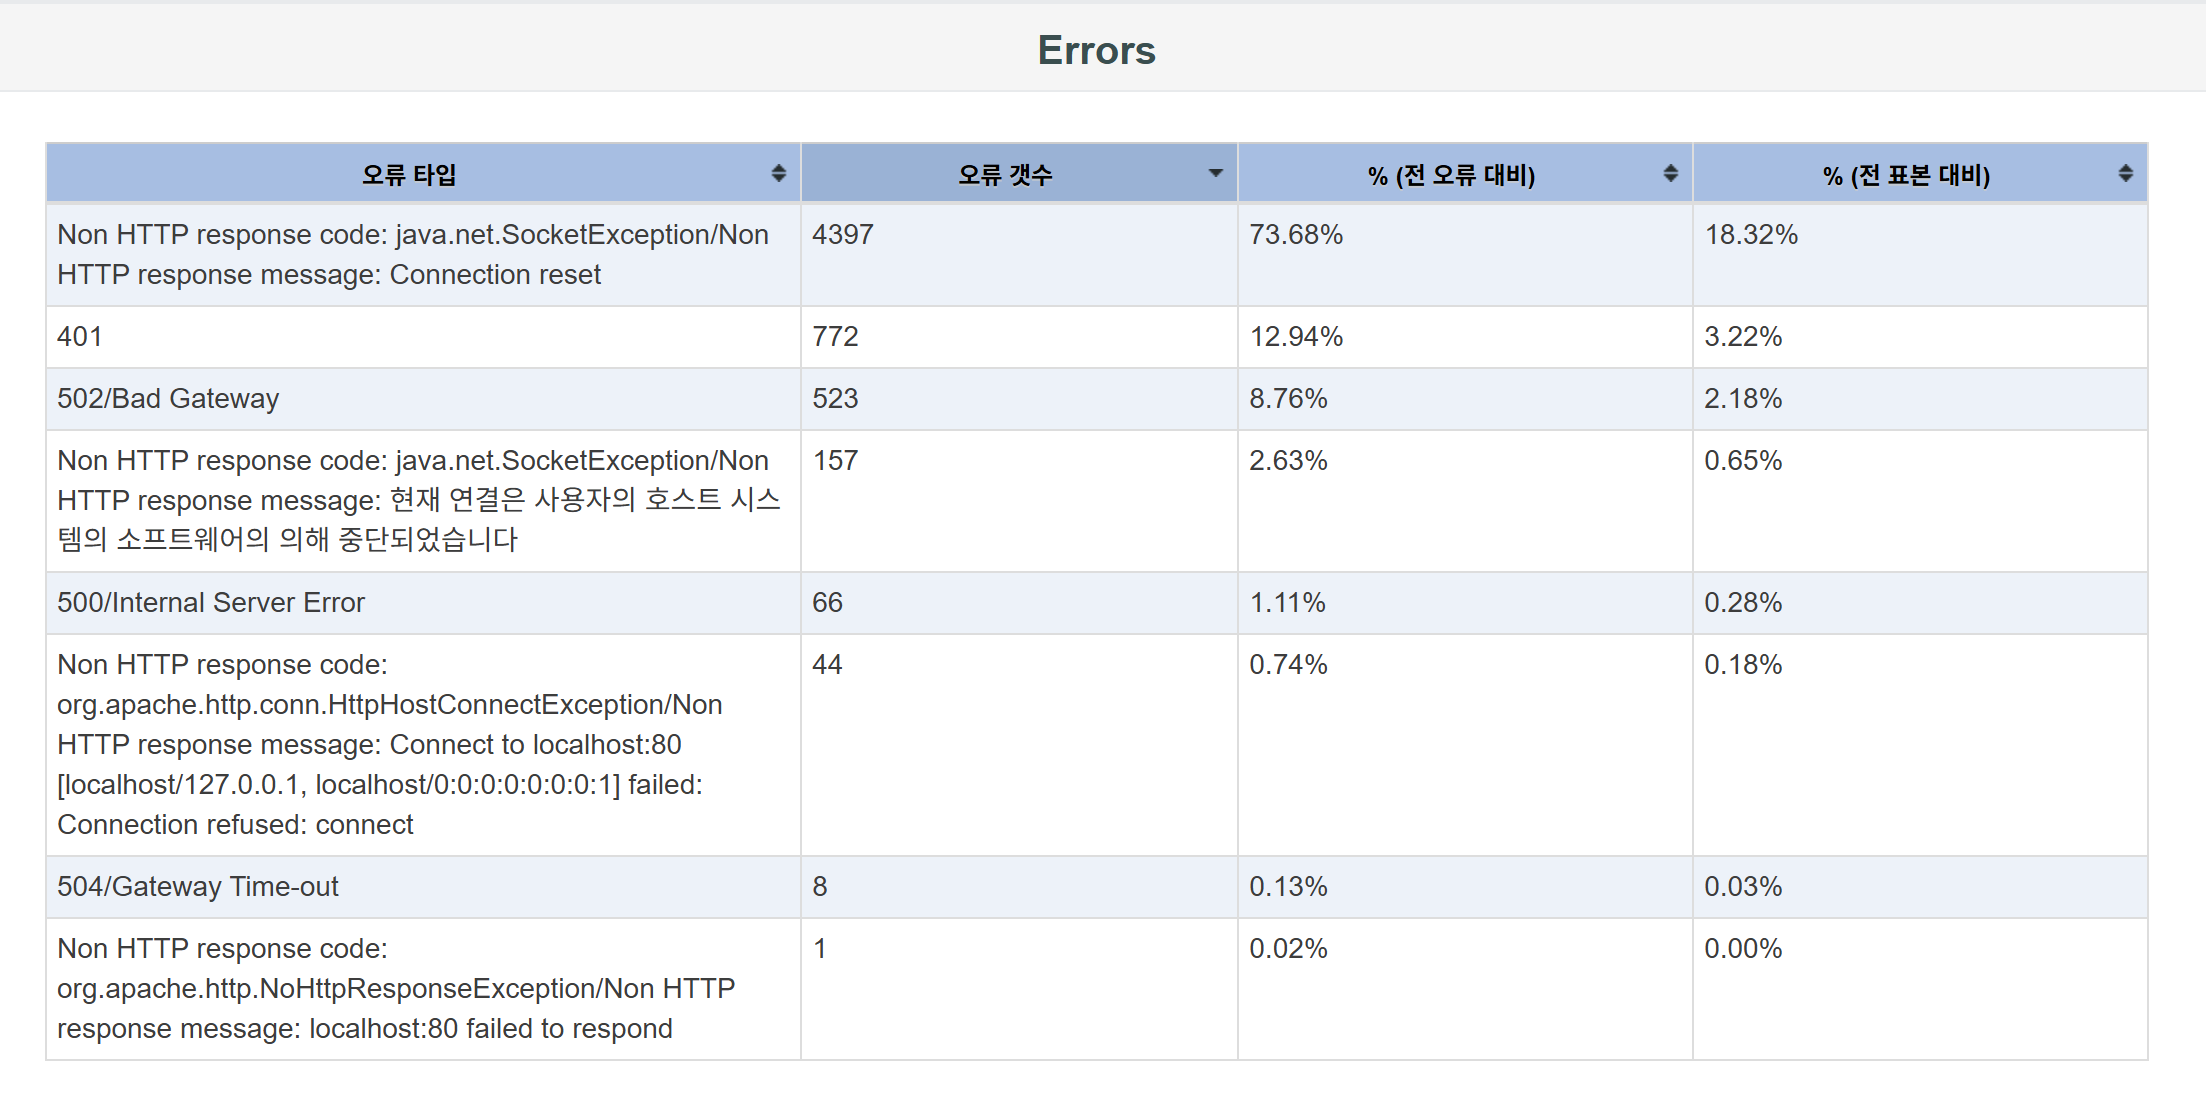 Errors
오류 타입 오류 갯수 % (전 오류 대비) % (전 표본 대비)
Non HTTP response code: java.net.SocketException/Non 4397 73.68% 18.32%
HTTP response message: Connection reset
401 772 12.94% 3.22%
502/Bad Gateway 523 8.76% 2.18%
Non HTTP response code: java.net.SocketException/Non 157 2.63% 0.65%
HTTP response message: 현재 연결은 사용자의 호스트 시스
템의 소프트웨어의 의해 중단되었습니다
500/Internal Server Error 66 1.11% 0.28%
Non HTTP response code: 44 0.74% 0.18%
org.apache.http.conn.HttpHostConnectException/Non
HTTP response message: Connect to localhost:80
[localhost/127.0.0.1, localhost/0:0:0:0:0:0:0:1] failed:
Connection refused: connect
504/Gateway Time-out 8 0.13% 0.03%
Non HTTP response code: 1 0.02% 0.00%
org.apache.http.NoHttpResponseException/Non HTTP
response message: localhost:80 failed to respond